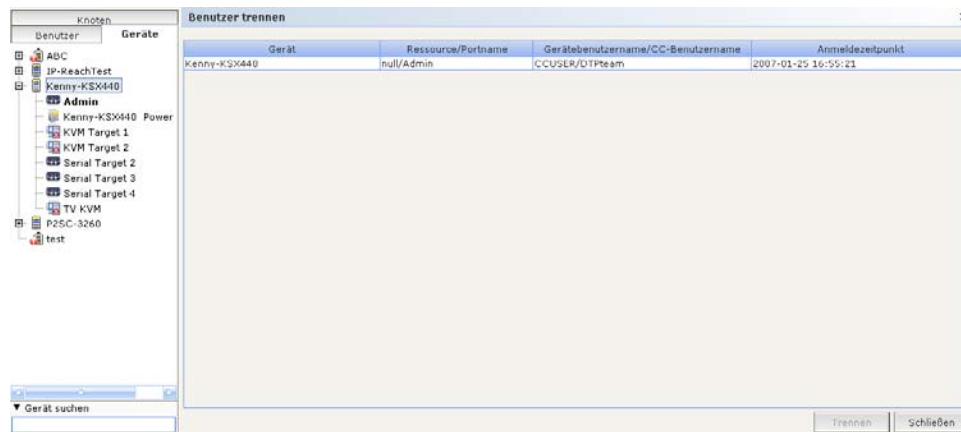 Knoten
Benutzer Geräte
ABC
IP-ReachTest
Kenny-KSX440
Admin
Kenny-KSX440 Power
KVM Target 1
KVM Target 2
Serial Target 2
Serial Target 3
Serial Target 4
TV KVM
P2SC-3260
test
Gerät suchen
Benutzer trennen
Gerät Ressource/Portname Gerätebenutzername/CC-Benutzername Anmeldezeitpunkt
Kenny-KSX440 null/Admin CCUSER/DTPteam 2007-01-25 16:55:21
Trennen Schließen